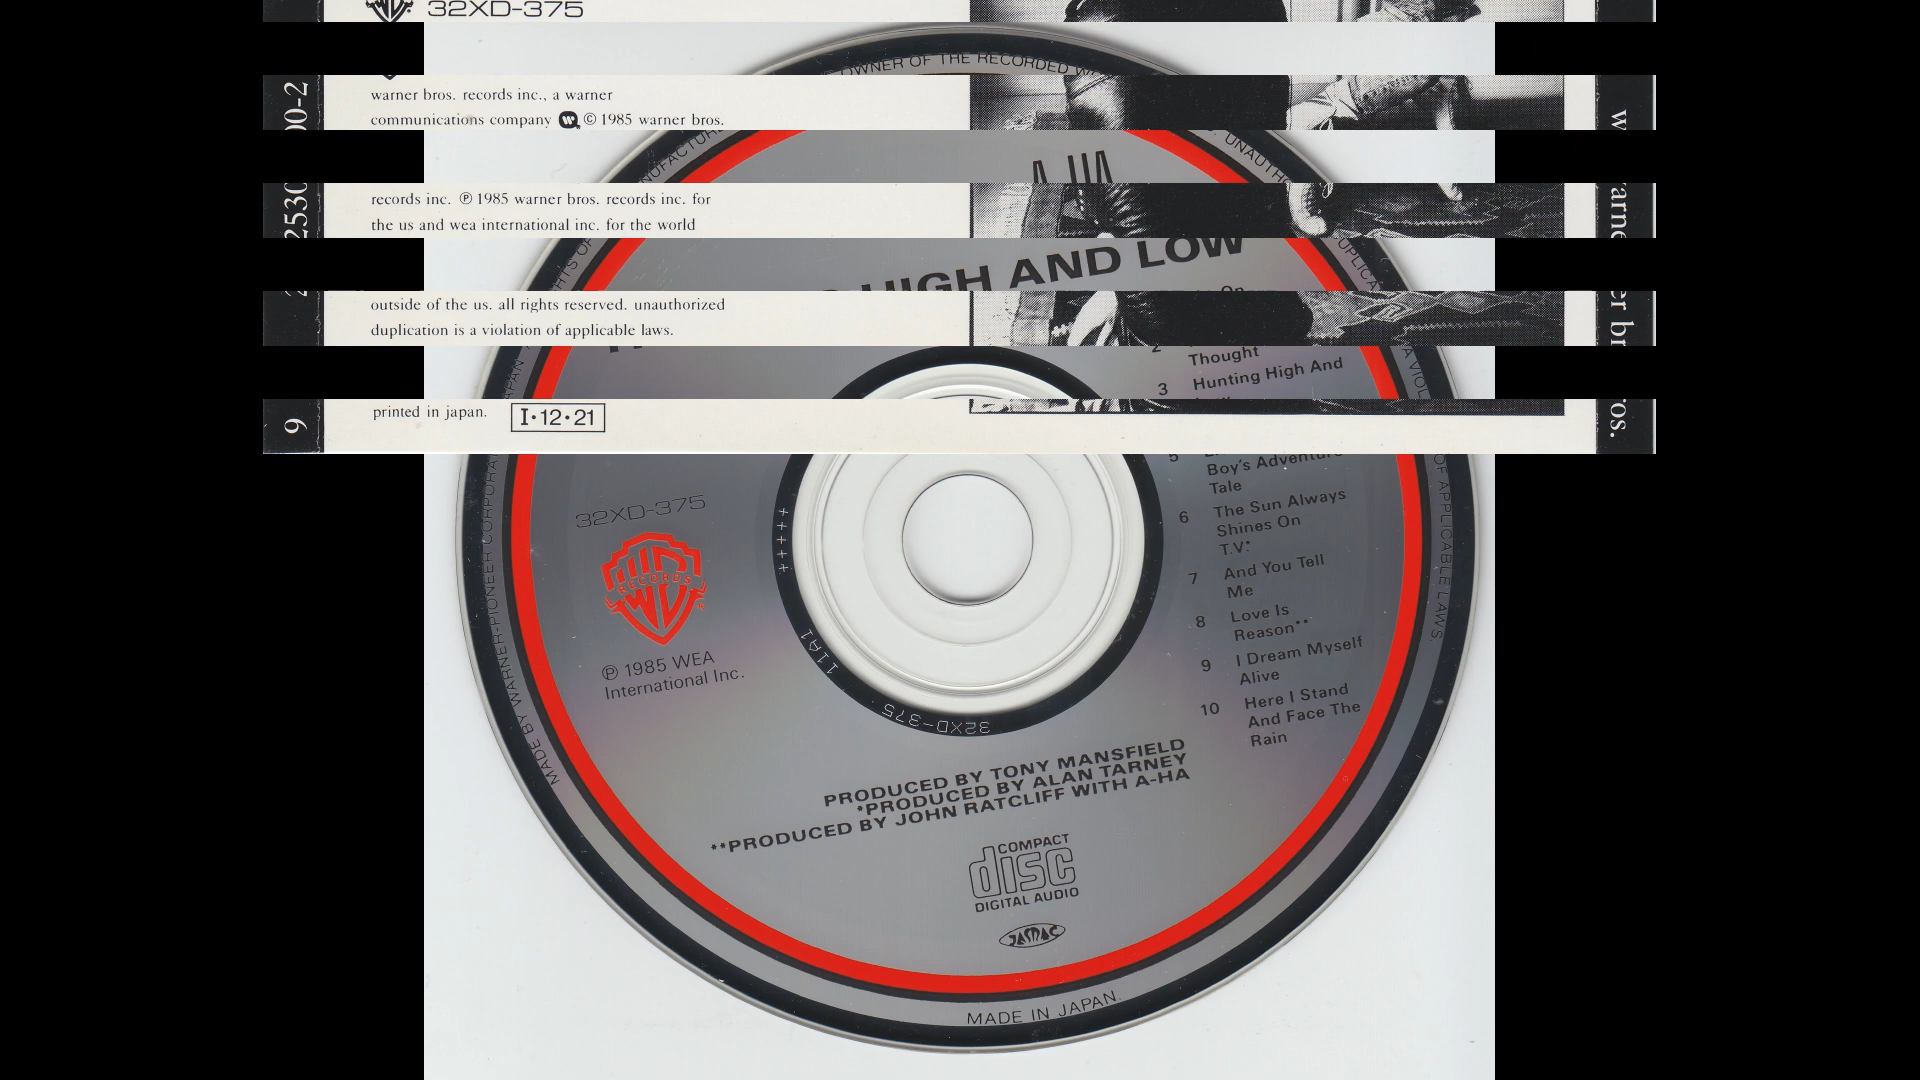 32XD-375
OWNER OF THE RECORDED
warner bros. records inc., a warner
communications company © 1985 warner bros.
records inc. ℗ 1985 warner bros. records inc. for
the us and wea international inc. for the world
HIGH AND LOW
outside of the us. all rights reserved. unauthorized
duplication is a violation of applicable laws.
Thought
3 Hunting High And
printed in japan. I•12•21
9
5
Boy's Adventure
Tale
6 The Sun Always
Shines On
T.V.*
7 And You Tell
Me
8 Love Is
Reason**
9 I Dream Myself
Alive
10 Here I Stand
And Face The
Rain
32XD-375
RECORDS
℗ 1985 WEA
International Inc.
+++++
11A1
32XD-375
PRODUCED BY TONY MANSFIELD
*PRODUCED BY ALAN TARNEY
**PRODUCED BY JOHN RATCLIFF WITH A-HA
COMPACT
disc
DIGITAL AUDIO
JASRAC
MADE IN JAPAN.
MADE BY WARNER-PIONEER
OF APPLICABLE LAWS.